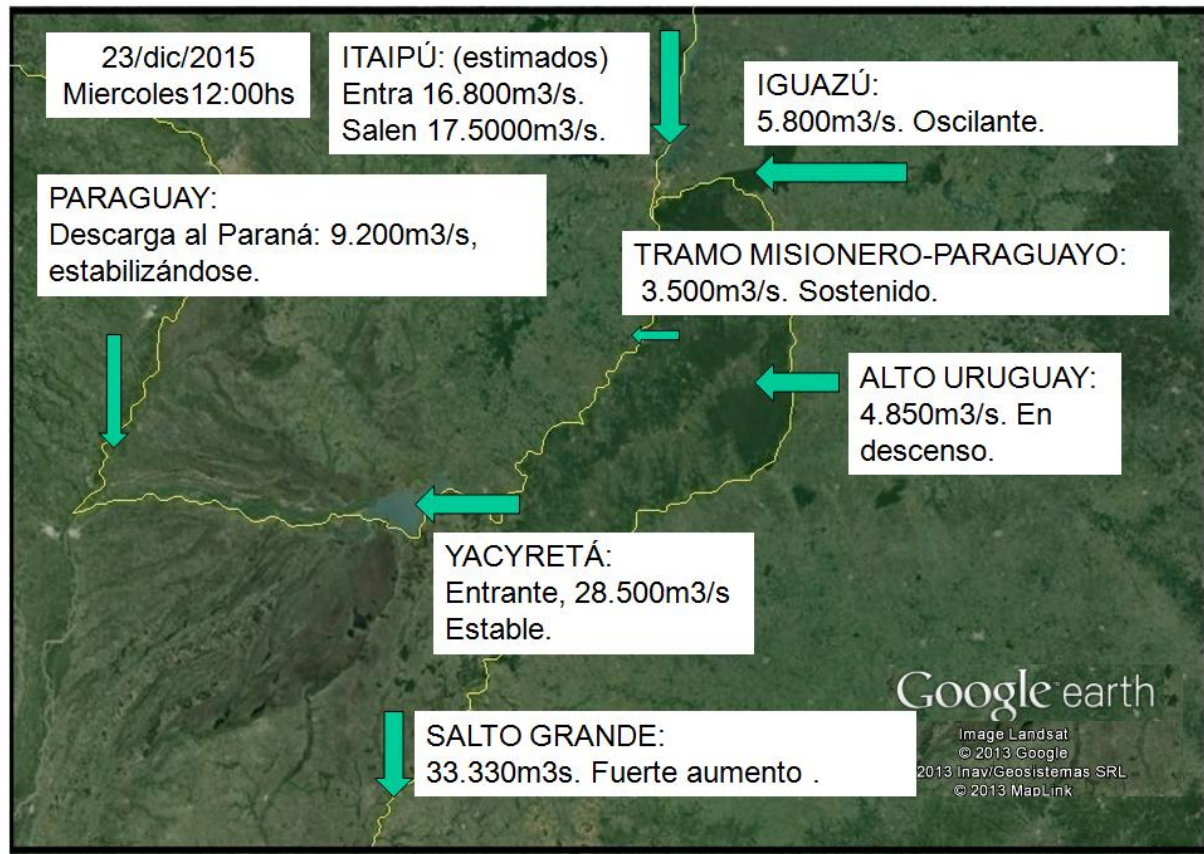 23/dic/2015
Miercoles12:00hs
ITAIPÚ: (estimados)
Entra 16.800m3/s.
Salen 17.5000m3/s.
IGUAZÚ:
5.800m3/s. Oscilante.
PARAGUAY:
Descarga al Paraná: 9.200m3/s,
estabilizándose.
TRAMO MISIONERO-PARAGUAYO:
3.500m3/s. Sostenido.
ALTO URUGUAY:
4.850m3/s. En
descenso.
YACYRETÁ:
Entrante, 28.500m3/s
Estable.
SALTO GRANDE:
33.330m3s. Fuerte aumento .
Google earth
Image Landsat
© 2013 Google
2013 Inav/Geosistemas SRL
© 2013 MapLink